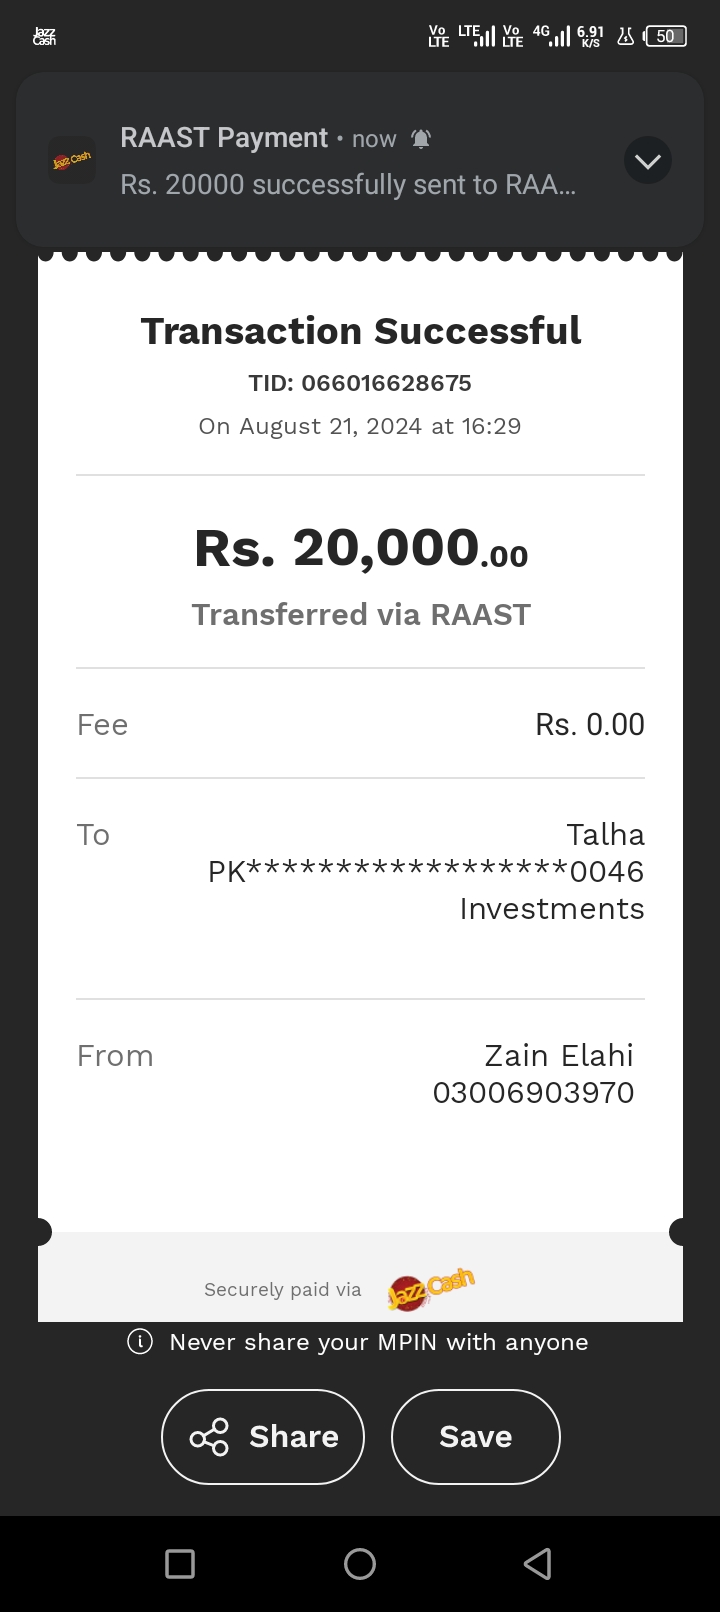 Jazz Cash
Vo LTE LTE Vo LTE 4G 6.91 K/S 50
Jazz Cash
RAAST Payment • now
Rs. 20000 successfully sent to RAA...
Transaction Successful
TID: 066016628675
On August 21, 2024 at 16:29
Rs. 20,000.00
Transferred via RAAST
Fee Rs. 0.00
To Talha
PK******************0046
Investments
From Zain Elahi
03006903970
Securely paid via Jazz Cash
Never share your MPIN with anyone
Share Save